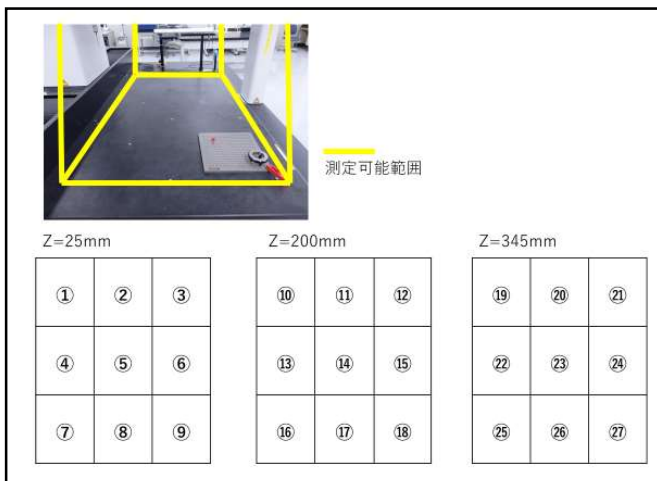 測定可能範囲
Z=25mm
Z=200mm
Z=345mm
① ② ③
⑩ ⑪ ⑫
⑲ ⑳ ㉑
④ ⑤ ⑥
⑬ ⑭ ⑮
㉒ ㉓ ㉔
⑦ ⑧ ⑨
⑯ ⑰ ⑱
㉕ ㉖ ㉗